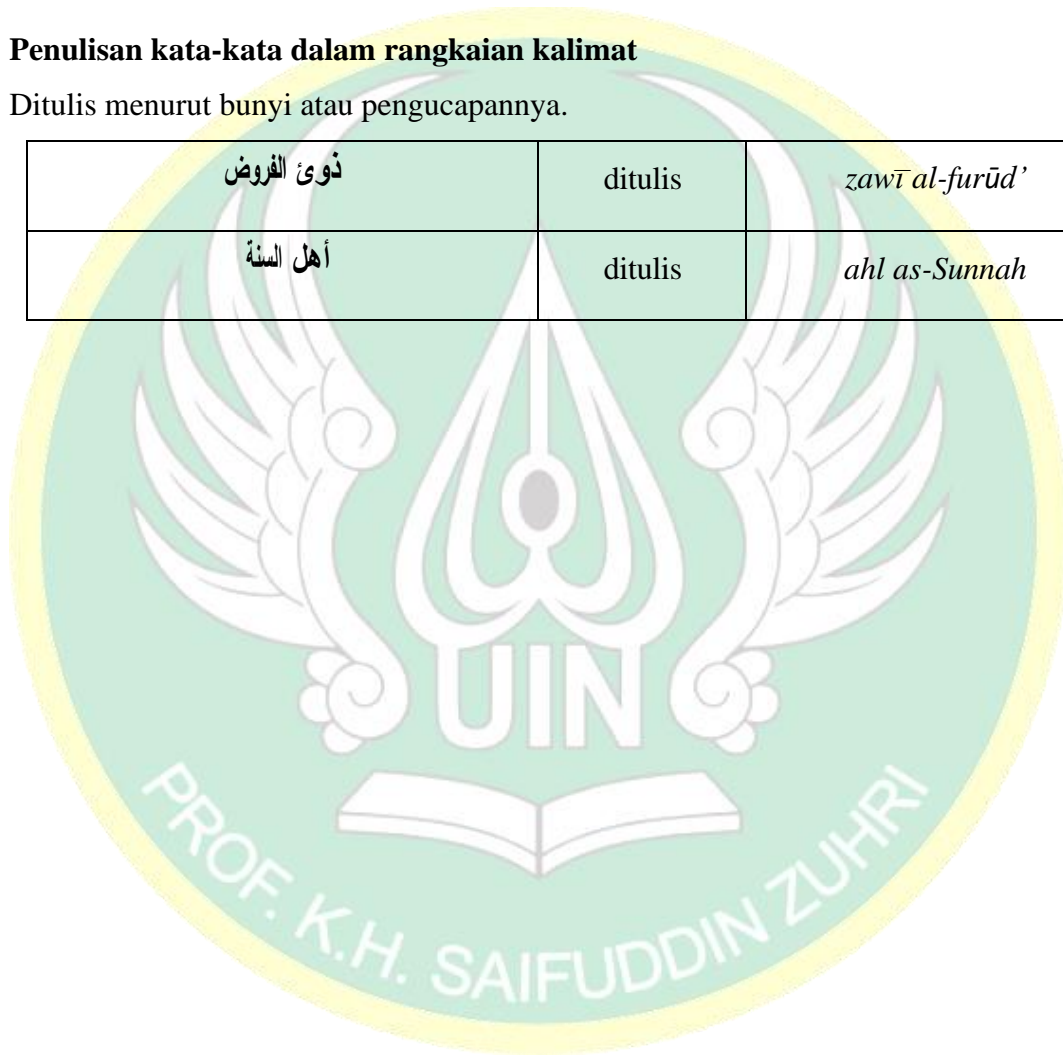 Penulisan kata-kata dalam rangkaian kalimat
Ditulis menurut bunyi atau pengucapannya.
ذوئ الفروض ditulis zawī al-furūd’
أهل السنة ditulis ahl as-Sunnah
UIN
PROF. K.H. SAIFUDDIN ZUHRI